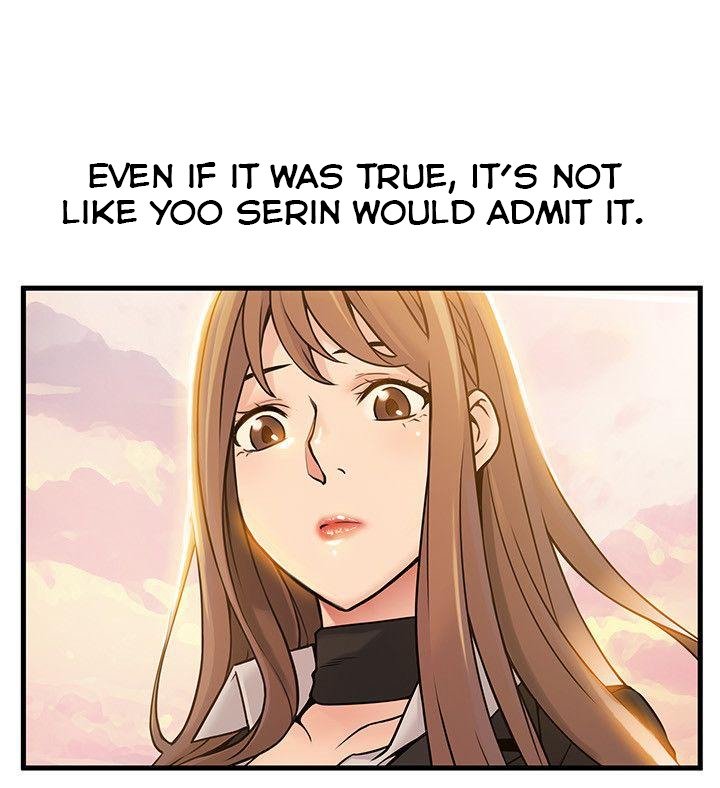 EVEN IF IT WAS TRUE, IT'S NOT
LIKE YOO SERIN WOULD ADMIT IT.